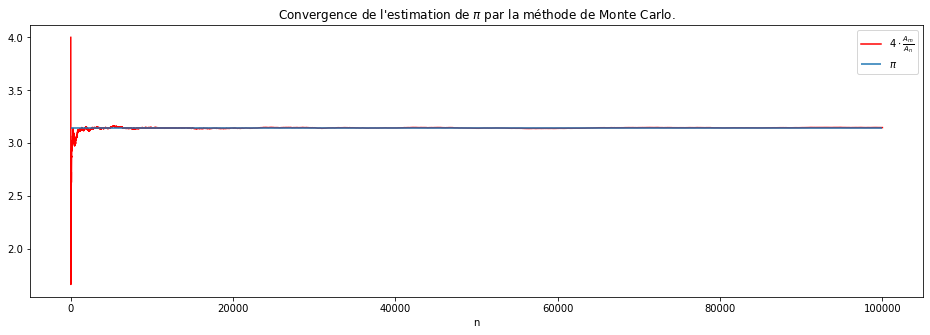 Convergence de l'estimation de π par la méthode de Monte Carlo.
4.0
3.5
3.0
2.5
2.0
4 · A_m/A_n
π
0 20000 40000 60000 80000 100000
n